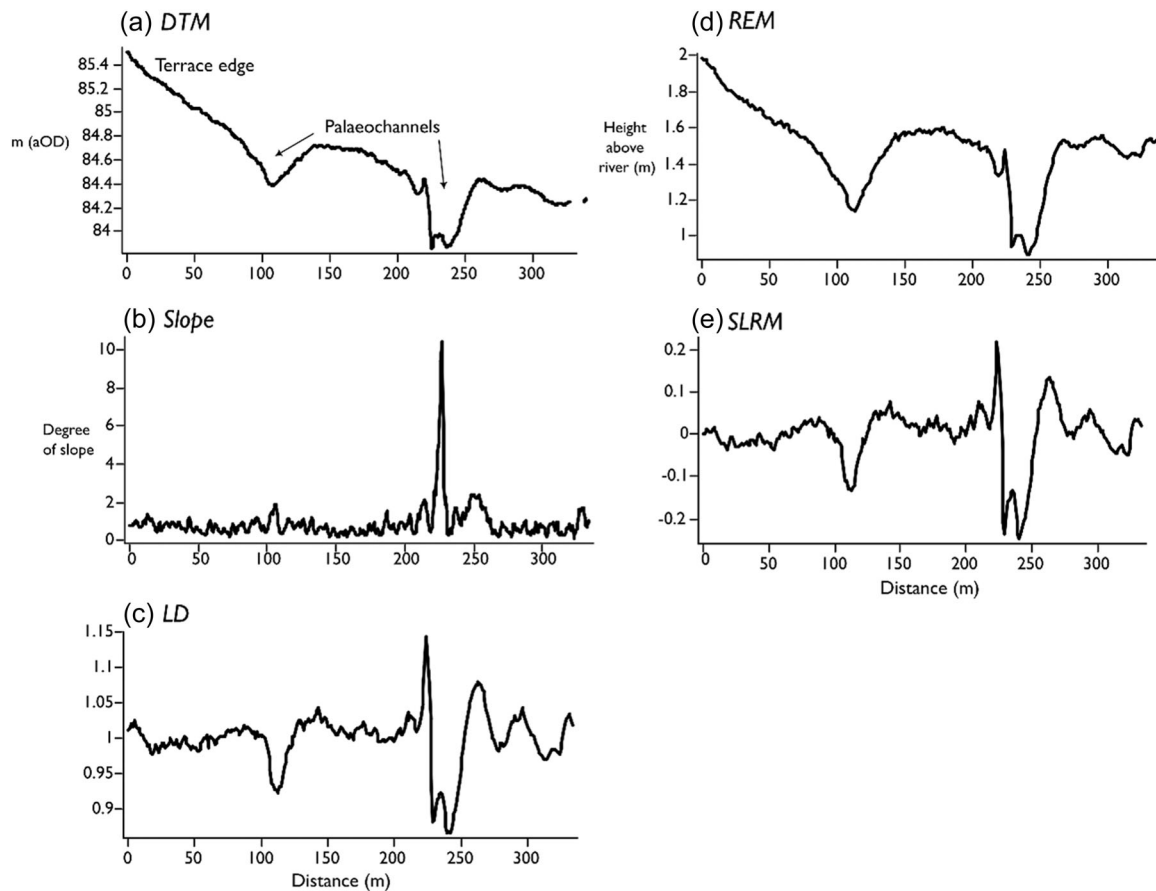 (a) DTM
85.4
85.2
85
84.8
84.6
84.4
84.2
84
m (aOD)
Terrace edge
Palaeochannels
0 50 100 150 200 250 300
(d) REM
2
1.8
1.6
1.4
1.2
1
Height
above
river (m)
0 50 100 150 200 250 300
(b) Slope
10
8
6
4
2
0
Degree
of slope
0 50 100 150 200 250 300
(e) SLRM
0.2
0.1
0
-0.1
-0.2
0 50 100 150 200 250 300
Distance (m)
(c) LD
1.15
1.1
1.05
1
0.95
0.9
0 50 100 150 200 250 300
Distance (m)